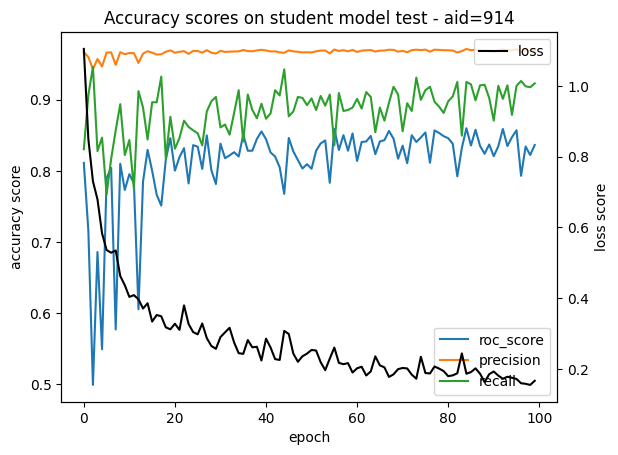 Accuracy scores on student model test - aid=914
loss
accuracy score
0.9
0.8
0.7
0.6
0.5
1.0
0.8
0.6
0.4
0.2
loss score
roc_score
precision
recall
0
20
40
60
80
100
epoch